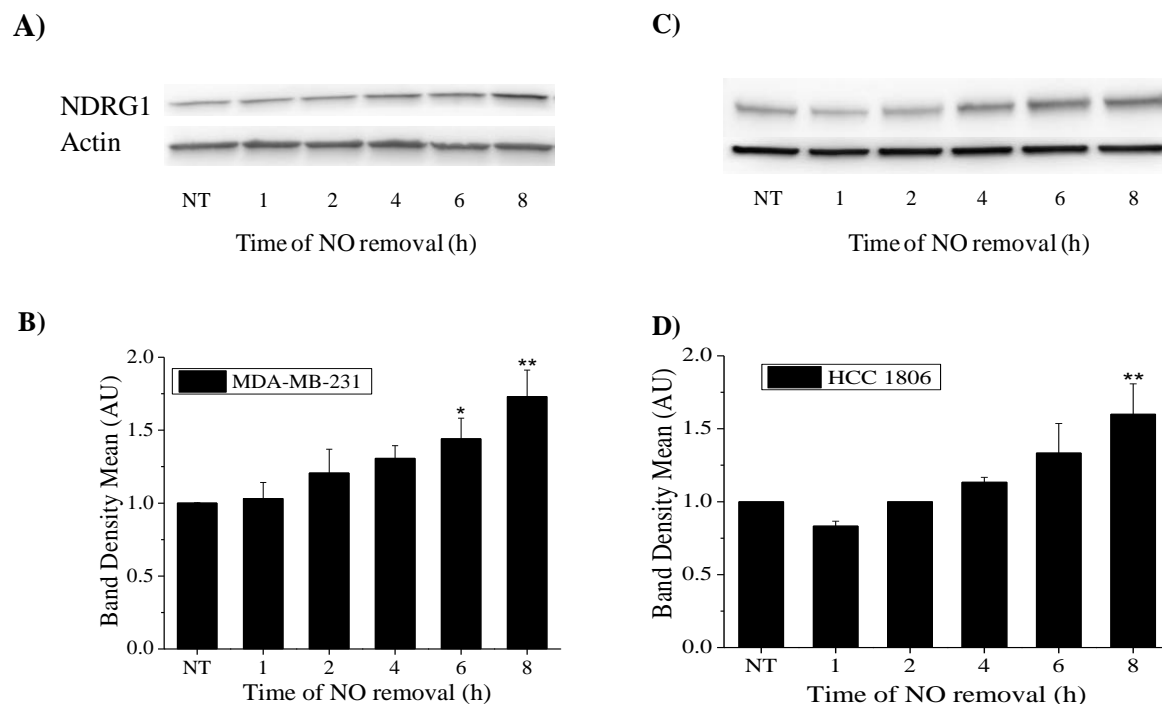 A)
NDRG1
Actin
NT 1 2 4 6 8
Time of NO removal (h)
B)
2.0
1.5
1.0
0.5
0.0
Band Density Mean (AU)
MDA-MB-231
*
**
NT 1 2 4 6 8
Time of NO removal (h)
C)
NT 1 2 4 6 8
Time of NO removal (h)
D)
2.0
1.5
1.0
0.5
0.0
Band Density Mean (AU)
HCC 1806
**
NT 1 2 4 6 8
Time of NO removal (h)